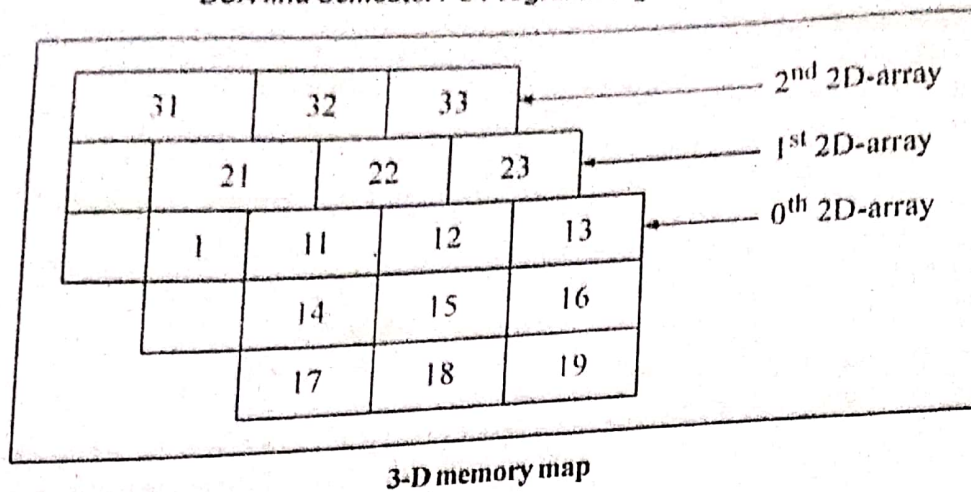 31 32 33 2nd 2D-array
21 22 23 1st 2D-array
1 11 12 13 0th 2D-array
14 15 16
17 18 19
3-D memory map